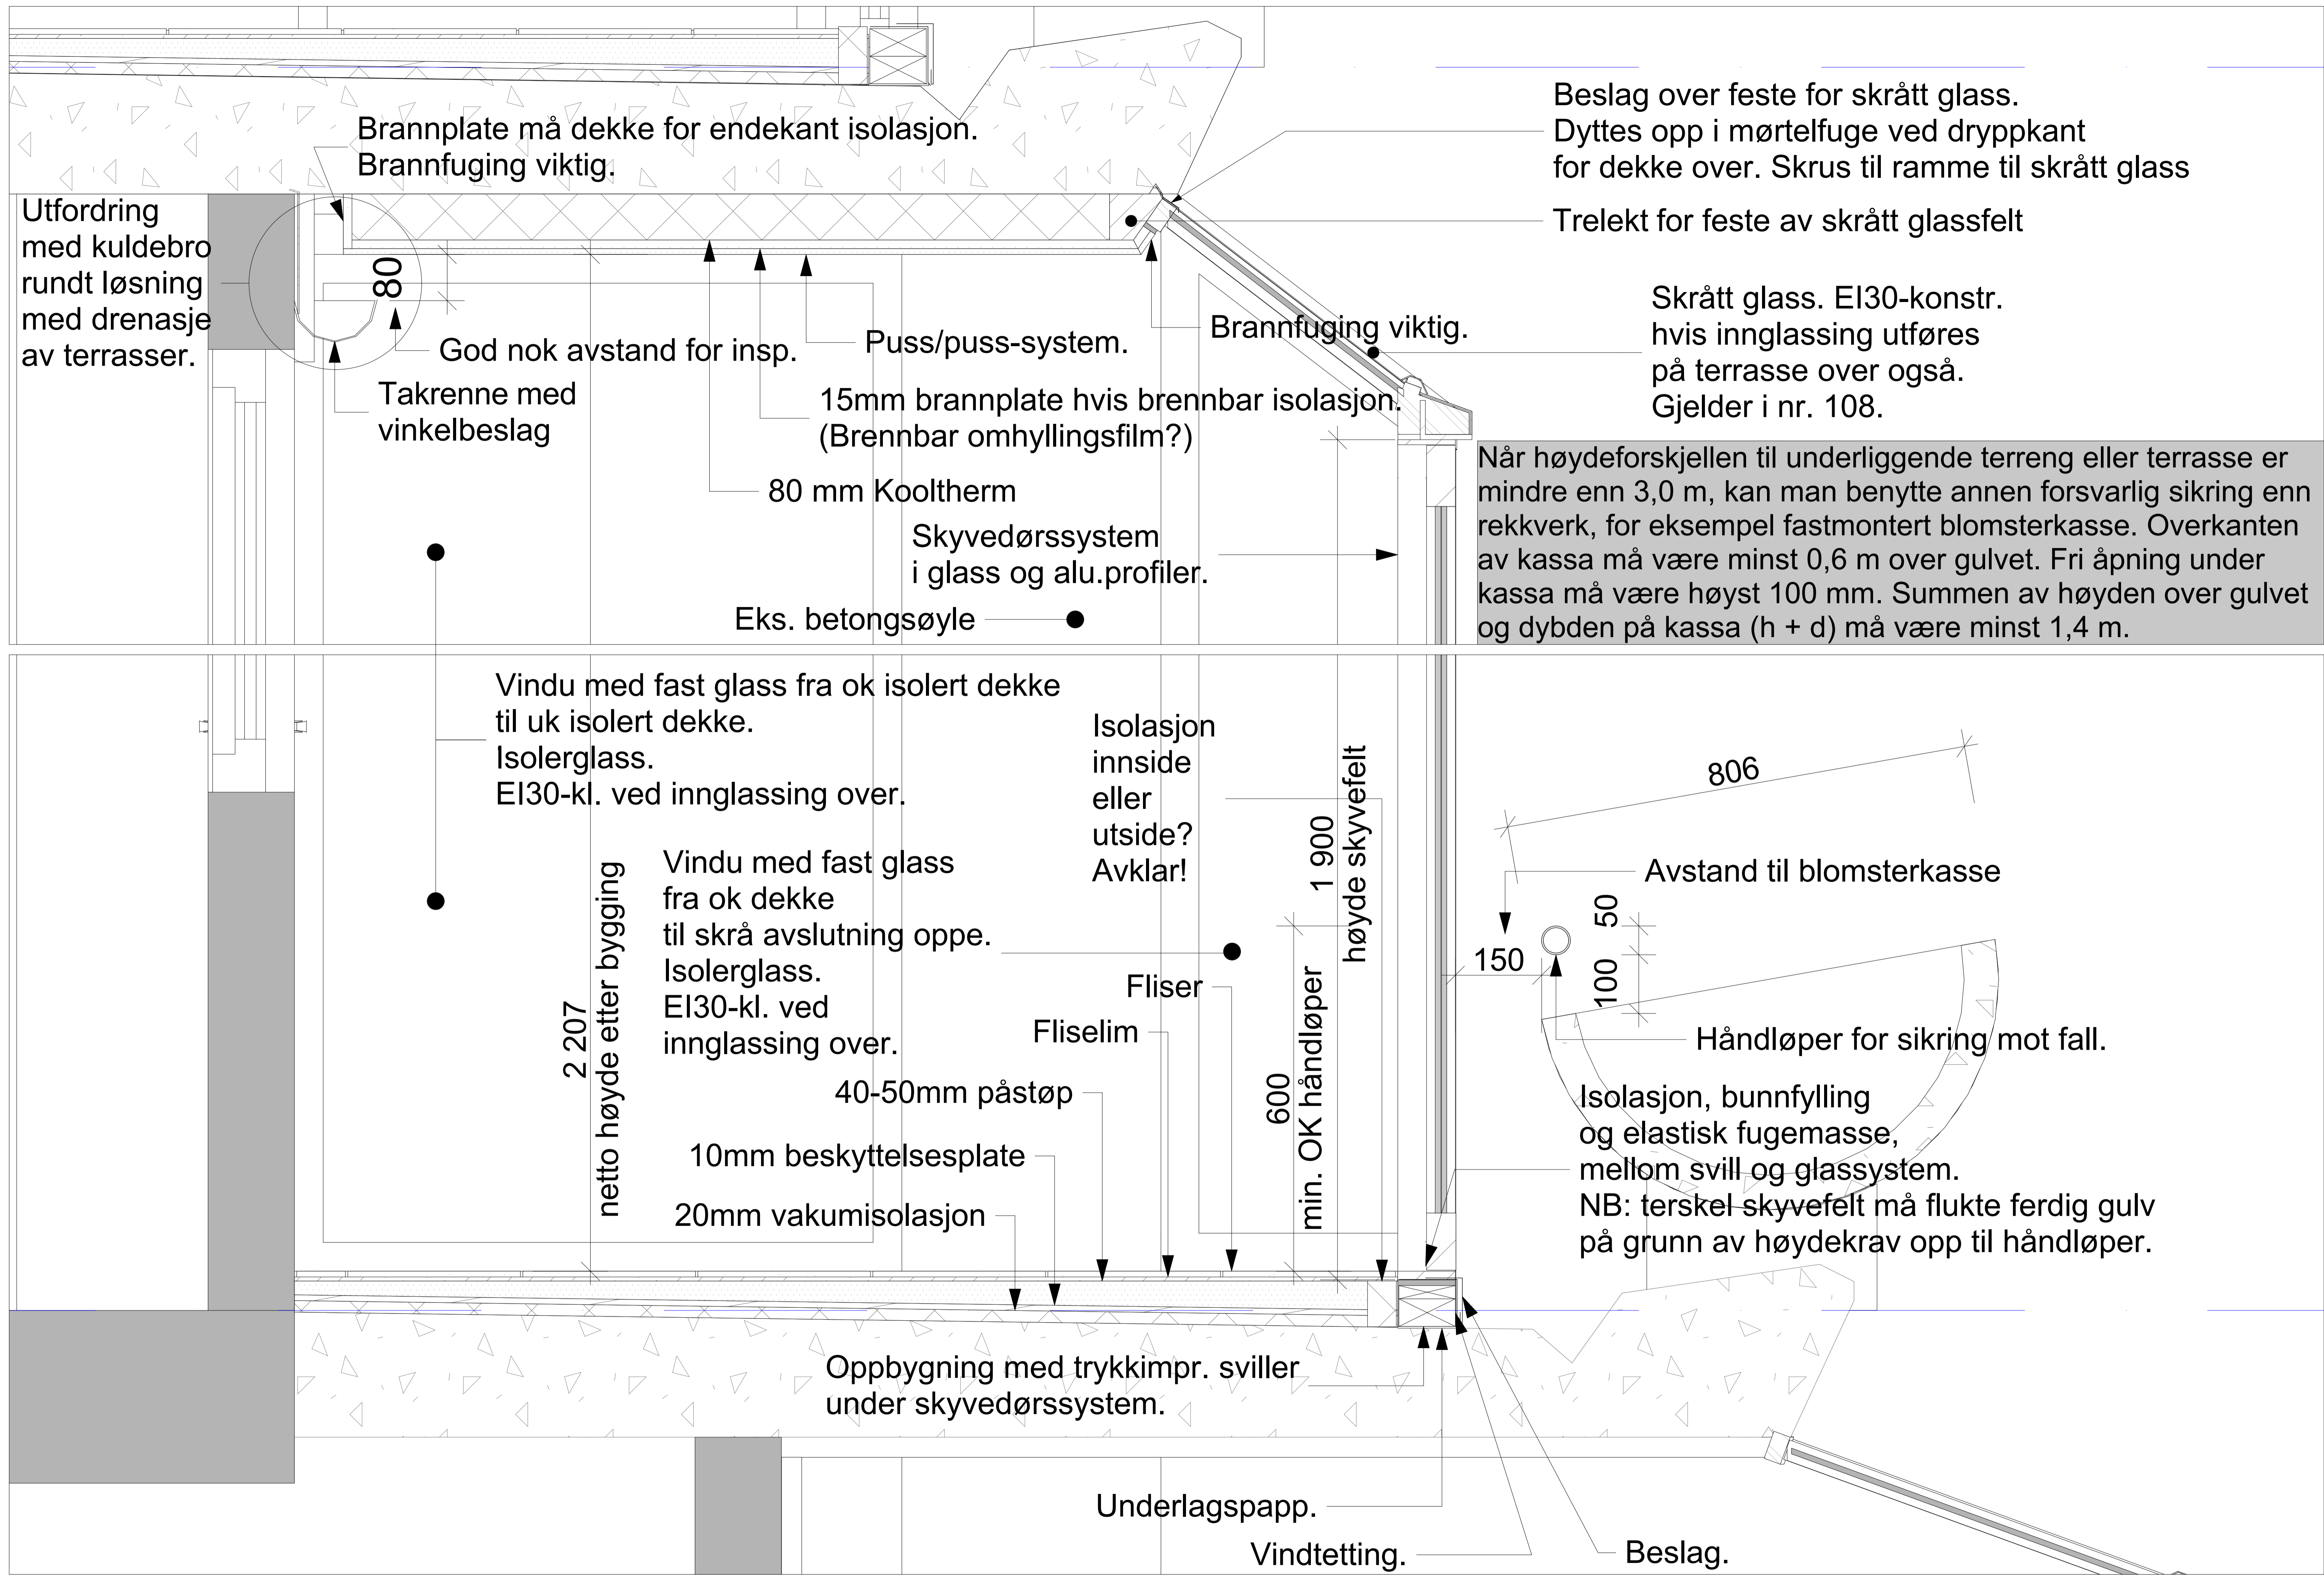 Beslag over feste for skrått glass.
Dyttes opp i mørtelfuge ved dryppkant
for dekke over. Skrus til ramme til skrått glass
Brannplate må dekke for endekant isolasjon.
Brannfuging viktig.
Utfordring
med kuldebro
rundt løsning
med drenasje
av terrasser.
Trelekt for feste av skrått glassfelt
80
God nok avstand for insp.
Puss/puss-system.
Brannfuging viktig.
Skrått glass. EI30-konstr.
hvis innglassing utføres
på terrasse over også.
Gjelder i nr. 108.
Takrenne med
vinkelbeslag
15mm brannplate hvis brennbar isolasjon.
(Brennbar omhyllingsfilm?)
80 mm Kooltherm
Skyvedørssystem
i glass og alu.profiler.
Eks. betongsøyle
Når høydeforskjellen til underliggende terreng eller terrasse er
mindre enn 3,0 m, kan man benytte annen forsvarlig sikring enn
rekkverk, for eksempel fastmontert blomsterkasse. Overkanten
av kassa må være minst 0,6 m over gulvet. Fri åpning under
kassa må være høyst 100 mm. Summen av høyden over gulvet
og dybden på kassa (h + d) må være minst 1,4 m.
Vindu med fast glass fra ok isolert dekke
til uk isolert dekke.
Isolerglass.
EI30-kl. ved innglassing over.
Isolasjon
innside
eller
utside?
Avklar!
1 900
høyde skyvefelt
806
Avstand til blomsterkasse
50
100
150
Vindu med fast glass
fra ok dekke
til skrå avslutning oppe.
Isolerglass.
EI30-kl. ved
innglassing over.
2 207
netto høyde etter bygging
Fliser
Fliselim
600
min. OK håndløper
Håndløper for sikring mot fall.
40-50mm påstøp
10mm beskyttelsesplate
20mm vakumisolasjon
Isolasjon, bunnfylling
og elastisk fugemasse,
mellom svill og glassystem.
NB: terskel skyvefelt må flukte ferdig gulv
på grunn av høydekrav opp til håndløper.
Oppbygning med trykkimpr. sviller
under skyvedørssystem.
Underlagspapp.
Vindtetting.
Beslag.